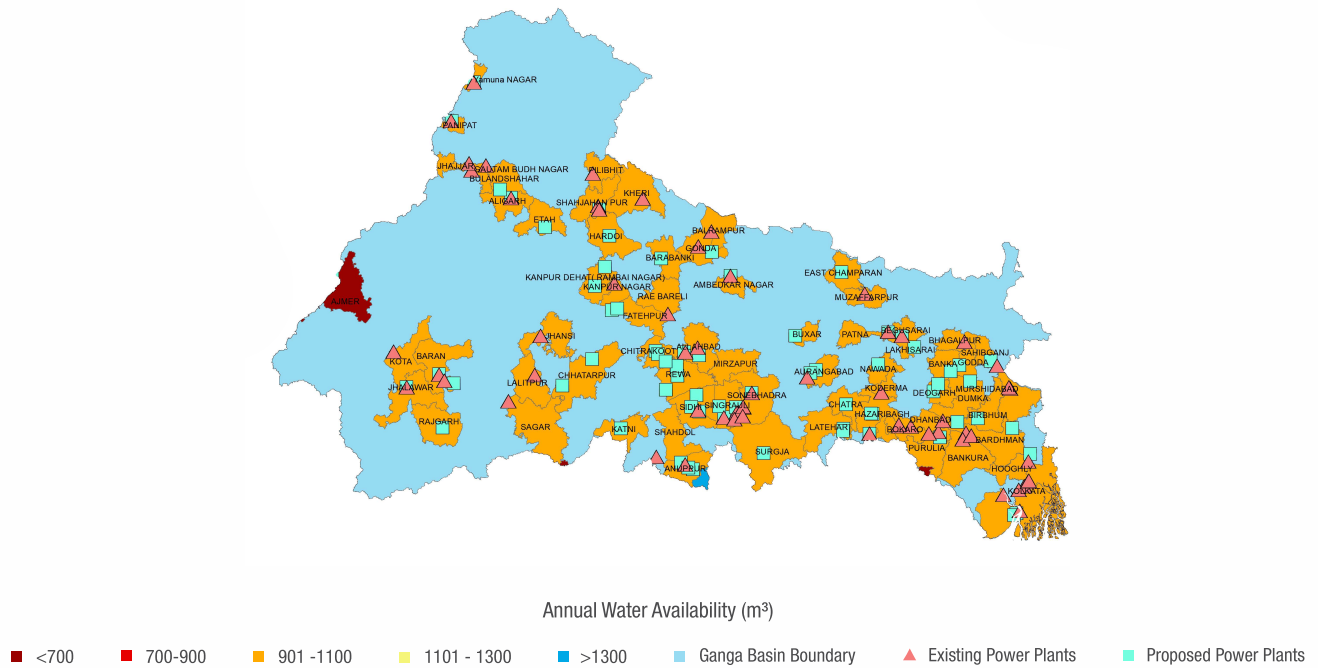 Yamuna NAGAR
PANIPAT
JHAJJAR
GAUTAM BUDH NAGAR
BULANDSHAHAR
ALIGARH
ETAH
PILIBHIT
KHERI
SHAHJAHAN PUR
HARDOI
BALRAMPUR
GONDA
BARABANKI
KANPUR DEHAT( RAMBAI NAGAR)
KANPUR NAGAR
AMBEDKAR NAGAR
EAST CHAMPARAN
MUZAFFARPUR
RAE BARELI
FATEHPUR
AJMER
KOTA
BARAN
JHALAWAR
RAJGARH
JHANSI
LALITPUR
SAGAR
CHHATARPUR
CHITRAKOOT
ALLAHBAD
MIRZAPUR
REWA
SONEBHADRA
SIDHI
SINGRAULI
KATNI
SHAHDOL
ANUPPUR
SURGJA
BUXAR
PATNA
BEGHSARAI
LAKHISARAI
BHAGALPUR
SAHIBGANJ
AURANGABAD
NAWADA
BANKA
GODDA
KODERMA
DEOGARH
MURSHIDABAD
DUMKA
CHATRA
HAZARIBAGH
DHANBAD
BIRBHUM
LATEHAR
BOKARO
PURULIA
BARDHMAN
BANKURA
HOOGHLY
KOLKATA
Annual Water Availability (m³)
<700
700-900
901 -1100
1101 - 1300
>1300
Ganga Basin Boundary
Existing Power Plants
Proposed Power Plants